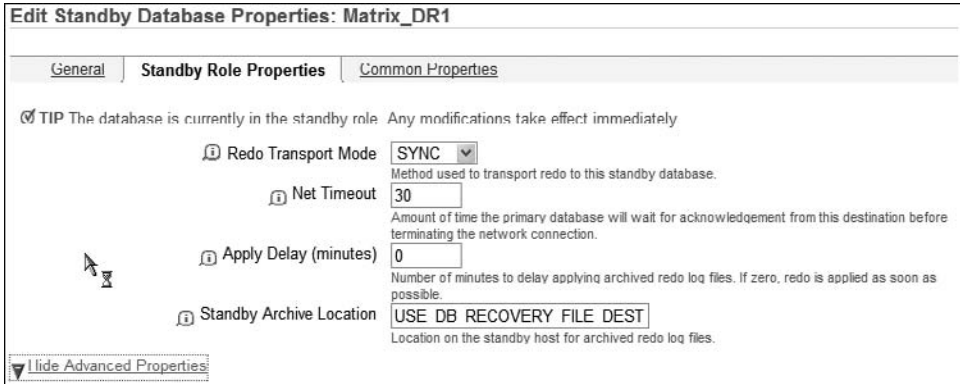 Edit Standby Database Properties: Matrix_DR1
General Standby Role Properties Common Properties
TIP The database is currently in the standby role Any modifications take effect immediately
Redo Transport Mode SYNC
Method used to transport redo to this standby database.
Net Timeout 30
Amount of time the primary database will wait for acknowledgement from this destination before
terminating the network connection.
Apply Delay (minutes) 0
Number of minutes to delay applying archived redo log files. If zero, redo is applied as soon as
possible.
Standby Archive Location USE DB RECOVERY FILE DEST
Location on the standby host for archived redo log files.
Hide Advanced Properties